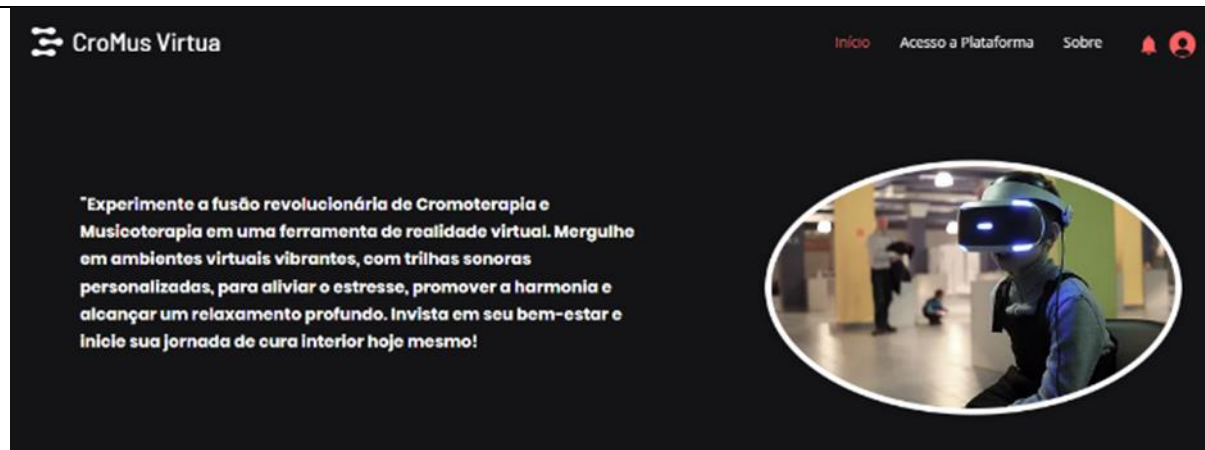 CroMus Virtua
Início Acesso a Plataforma Sobre
"Experimente a fusão revolucionária de Cromoterapia e
Musicoterapia em uma ferramenta de realidade virtual. Mergulhe
em ambientes virtuais vibrantes, com trilhas sonoras
personalizadas, para aliviar o estresse, promover a harmonia e
alcançar um relaxamento profundo. Invista em seu bem-estar e
inicie sua jornada de cura interior hoje mesmo!